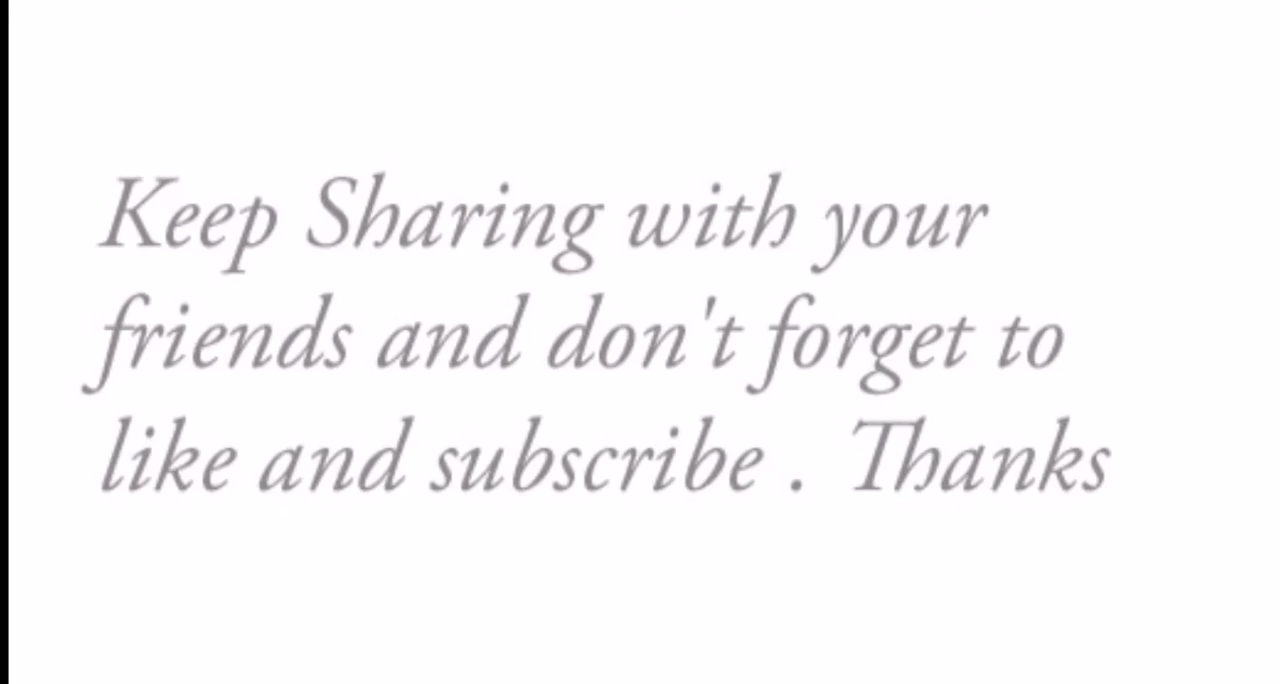 Keep Sharing with your
friends and don't forget to
like and subscribe . Thanks